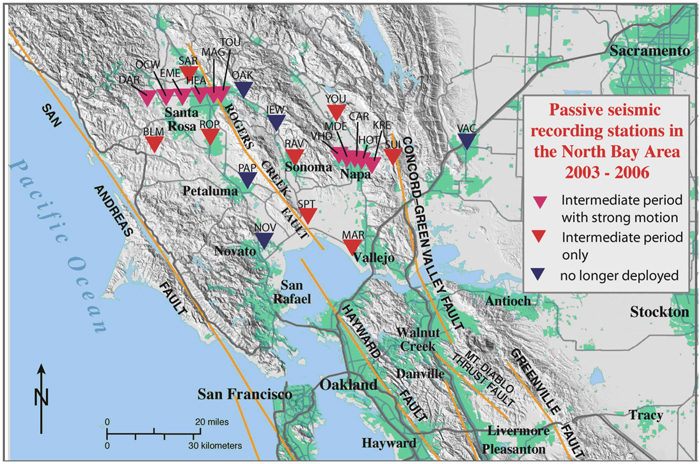 Sacramento
Passive seismic
recording stations in
the North Bay Area
2003 - 2006
Intermediate period
with strong motion
Intermediate period
only
no longer deployed
TOU
MAG
SAR
OCW
EME
HEA
DAR
OAK
Santa
Rosa
BLM
ROP
IEW
YOU
CAR
KRE
MDE
VHD
HOT
SUL
VAC
RAV
Sonoma
Napa
PAP
Petaluma
SPT
NOV
Novato
MAR
Vallejo
ROGERS
CREEK
FAULT
SAN
ANDREAS
FAULT
CONCORD-GREEN VALLEY FAULT
Pacific Ocean
San
Rafael
HAYWARD
FAULT
Antioch
Stockton
Walnut
Creek
MT. DIABLO
THRUST FAULT
GREENVILLE
FAULT
Danville
San Francisco
Oakland
Hayward
Livermore
Pleasanton
Tracy
N
0 20 miles
0 30 kilometers